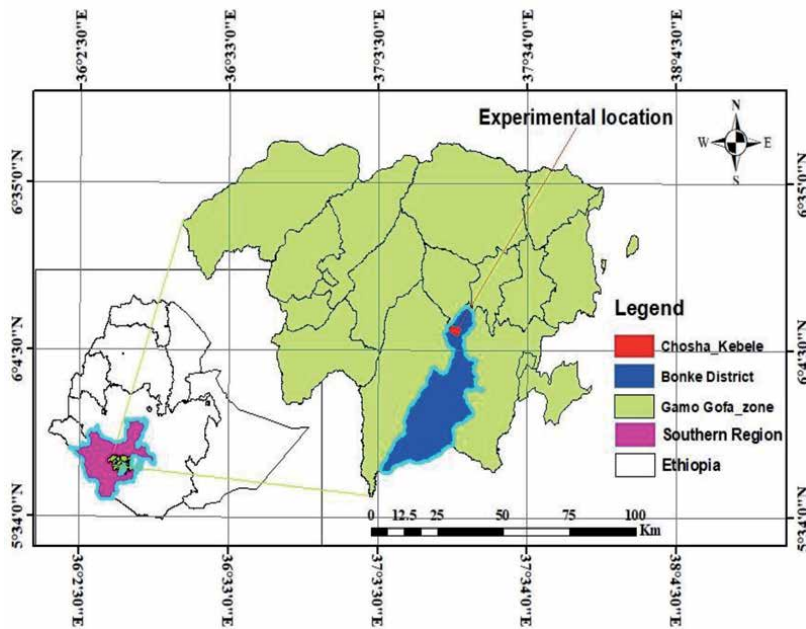 36°2'30"E
36°33'0"E
37°3'30"E
37°34'0"E
38°4'30"E
Experimental location
N
W
E
S
6°35'0"N
6°35'0"N
6°4'30"N
6°4'30"N
5°34'0"N
5°34'0"N
Legend
Chosha_Kebele
Bonke District
Gamo Gofa_zone
Southern Region
Ethiopia
0 12.5 25 50 75 100
Km
36°2'30"E
36°33'0"E
37°3'30"E
37°34'0"E
38°4'30"E